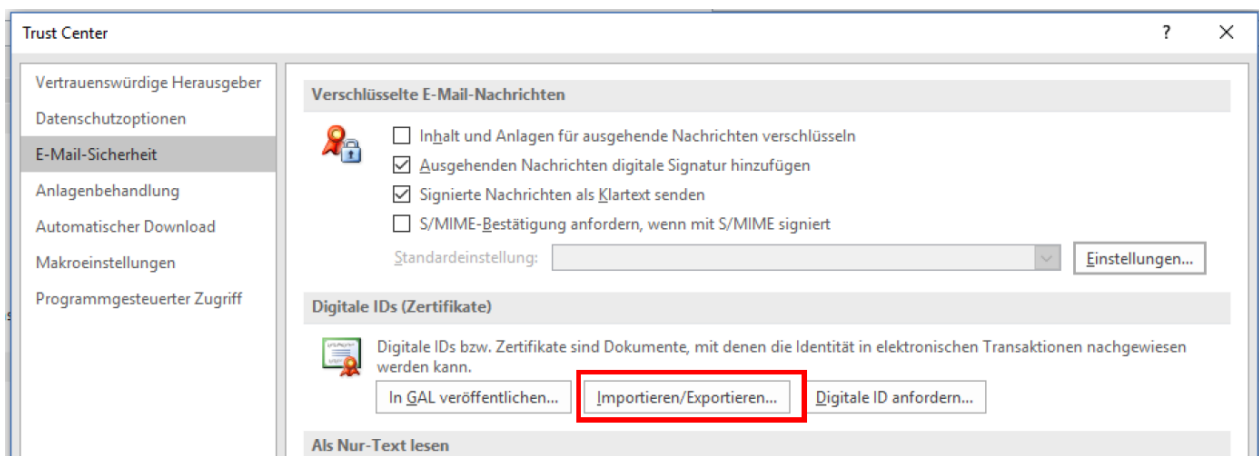 Trust Center
?
Vertrauenswürdige Herausgeber
Datenschutzoptionen
E-Mail-Sicherheit
Anlagenbehandlung
Automatischer Download
Makroeinstellungen
Programmgesteuerter Zugriff
Verschlüsselte E-Mail-Nachrichten
Inhalt und Anlagen für ausgehende Nachrichten verschlüsseln
Ausgehenden Nachrichten digitale Signatur hinzufügen
Signierte Nachrichten als Klartext senden
S/MIME-Bestätigung anfordern, wenn mit S/MIME signiert
Standardeinstellung:
Einstellungen...
Digitale IDs (Zertifikate)
Digitale IDs bzw. Zertifikate sind Dokumente, mit denen die Identität in elektronischen Transaktionen nachgewiesen
werden kann.
In GAL veröffentlichen... Importieren/Exportieren... Digitale ID anfordern...
Als Nur-Text lesen